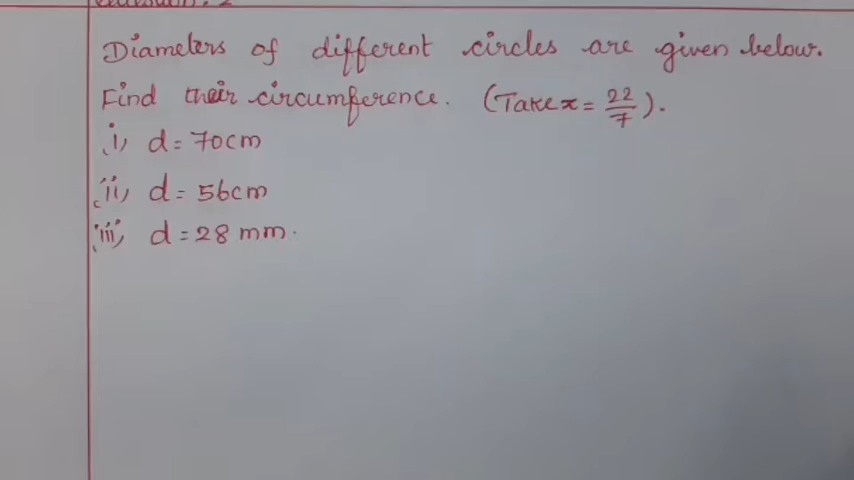 Diameters of different circles are given below.
Find their circumference. (Take x = 22/7).
(i) d = 70cm
(ii) d = 56cm
(iii) d = 28 mm.